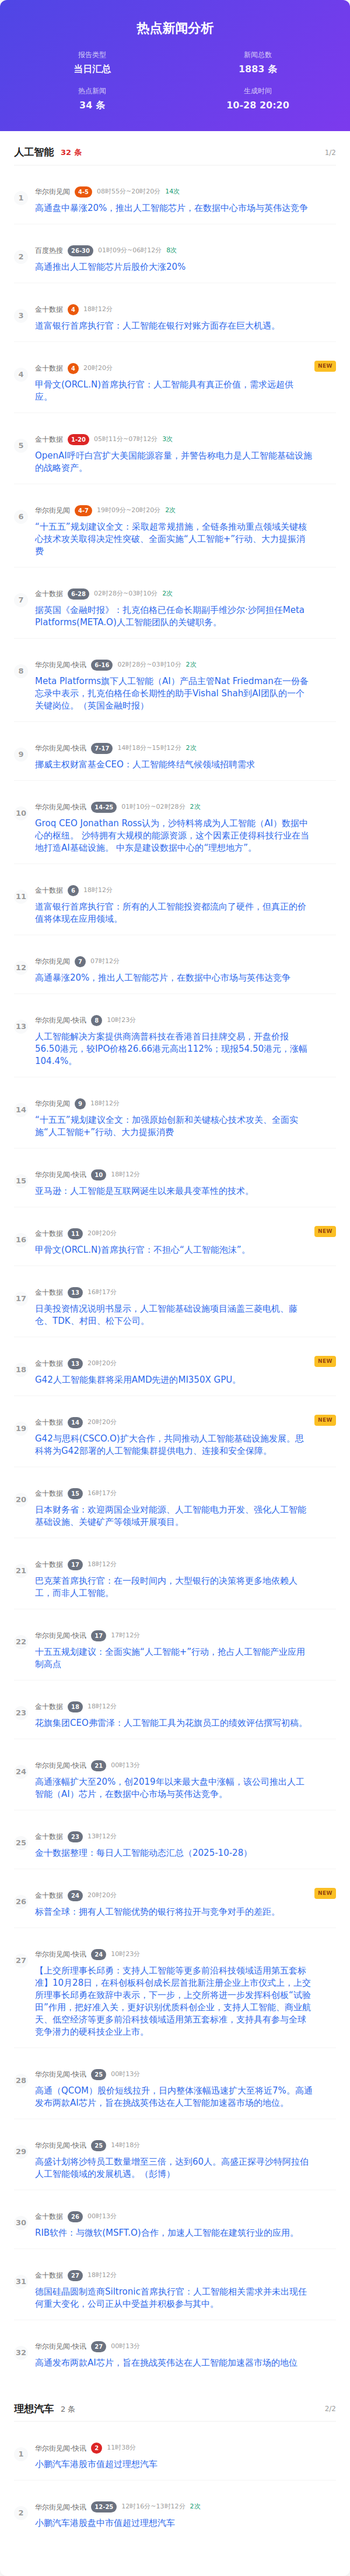 热点新闻分析
报告类型
新闻总数
当日汇总
1883 条
热点新闻
生成时间
34 条
10-28 20:20
人工智能 32 条 1/2
1
华尔街见闻 4-5 08时55分~20时20分 14次
高通盘中暴涨20%，推出人工智能芯片，在数据中心市场与英伟达竞争
2
百度热搜 26-30 01时09分~06时12分 8次
高通推出人工智能芯片后股价大涨20%
3
金十数据 4 18时12分
道富银行首席执行官：人工智能在银行对账方面存在巨大机遇。
4
金十数据 4 20时20分 NEW
甲骨文(ORCL.N)首席执行官：人工智能具有真正价值，需求远超供
应。
5
金十数据 1-20 05时11分~07时12分 3次
OpenAI呼吁白宫扩大美国能源容量，并警告称电力是人工智能基础设施
的战略资产。
6
华尔街见闻 4-7 19时09分~20时20分 2次
“十五五”规划建议全文：采取超常规措施，全链条推动重点领域关键核
心技术攻关取得决定性突破、全面实施“人工智能+”行动、大力提振消
费
7
金十数据 6-28 02时28分~03时10分 2次
据英国《金融时报》：扎克伯格已任命长期副手维沙尔·沙阿担任Meta
Platforms(META.O)人工智能团队的关键职务。
8
华尔街见闻-快讯 6-16 02时28分~03时10分 2次
Meta Platforms旗下人工智能（AI）产品主管Nat Friedman在一份备
忘录中表示，扎克伯格任命长期性的助手Vishal Shah到AI团队的一个
关键岗位。（英国金融时报）
9
华尔街见闻-快讯 7-17 14时18分~15时12分 2次
挪威主权财富基金CEO：人工智能终结气候领域招聘需求
10
华尔街见闻-快讯 14-25 01时10分~02时28分 2次
Groq CEO Jonathan Ross认为，沙特料将成为人工智能（AI）数据中
心的枢纽。 沙特拥有大规模的能源资源，这个因素正使得科技行业在当
地打造AI基础设施。 中东是建设数据中心的“理想地方”。
11
金十数据 6 18时12分
道富银行首席执行官：所有的人工智能投资都流向了硬件，但真正的价
值将体现在应用领域。
12
华尔街见闻 7 07时12分
高通暴涨20%，推出人工智能芯片，在数据中心市场与英伟达竞争
13
华尔街见闻-快讯 8 10时23分
人工智能解决方案提供商滴普科技在香港首日挂牌交易，开盘价报
56.50港元，较IPO价格26.66港元高出112%；现报54.50港元，涨幅
104.4%。
14
华尔街见闻 9 18时12分
“十五五”规划建议全文：加强原始创新和关键核心技术攻关、全面实
施“人工智能+”行动、大力提振消费
15
华尔街见闻-快讯 10 18时12分
亚马逊：人工智能是互联网诞生以来最具变革性的技术。
16
金十数据 11 20时20分 NEW
甲骨文(ORCL.N)首席执行官：不担心“人工智能泡沫”。
17
金十数据 13 16时17分
日美投资情况说明书显示，人工智能基础设施项目涵盖三菱电机、藤
仓、TDK、村田、松下公司。
18
金十数据 13 20时20分 NEW
G42人工智能集群将采用AMD先进的MI350X GPU。
19
金十数据 14 20时20分 NEW
G42与思科(CSCO.O)扩大合作，共同推动人工智能基础设施发展。思
科将为G42部署的人工智能集群提供电力、连接和安全保障。
20
金十数据 15 16时17分
日本财务省：欢迎两国企业对能源、人工智能电力开发、强化人工智能
基础设施、关键矿产等领域开展项目。
21
金十数据 17 18时12分
巴克莱首席执行官：在一段时间内，大型银行的决策将更多地依赖人
工，而非人工智能。
22
华尔街见闻-快讯 17 17时12分
十五五规划建议：全面实施“人工智能+”行动，抢占人工智能产业应用
制高点
23
金十数据 18 18时12分
花旗集团CEO弗雷泽：人工智能工具为花旗员工的绩效评估撰写初稿。
24
华尔街见闻-快讯 21 00时13分
高通涨幅扩大至20%，创2019年以来最大盘中涨幅，该公司推出人工
智能（AI）芯片，在数据中心市场与英伟达竞争。
25
金十数据 23 13时12分
金十数据整理：每日人工智能动态汇总（2025-10-28）
26
金十数据 24 20时20分 NEW
标普全球：拥有人工智能优势的银行将拉开与竞争对手的差距。
27
华尔街见闻-快讯 24 10时23分
【上交所理事长邱勇：支持人工智能等更多前沿科技领域适用第五套标
准】10月28日，在科创板科创成长层首批新注册企业上市仪式上，上交
所理事长邱勇在致辞中表示，下一步，上交所将进一步发挥科创板“试验
田”作用，把好准入关，更好识别优质科创企业，支持人工智能、商业航
天、低空经济等更多前沿科技领域适用第五套标准，支持具有参与全球
竞争潜力的硬科技企业上市。
28
华尔街见闻-快讯 25 00时13分
高通（QCOM）股价短线拉升，日内整体涨幅迅速扩大至将近7%。高通
发布两款AI芯片，旨在挑战英伟达在人工智能加速器市场的地位。
29
华尔街见闻-快讯 25 14时18分
高盛计划将沙特员工数量增至三倍，达到60人。高盛正探寻沙特阿拉伯
人工智能领域的发展机遇。（彭博）
30
金十数据 26 00时13分
RIB软件：与微软(MSFT.O)合作，加速人工智能在建筑行业的应用。
31
金十数据 27 18时12分
德国硅晶圆制造商Siltronic首席执行官：人工智能相关需求并未出现任
何重大变化，公司正从中受益并积极参与其中。
32
华尔街见闻-快讯 27 00时13分
高通发布两款AI芯片，旨在挑战英伟达在人工智能加速器市场的地位
理想汽车 2 条 2/2
1
华尔街见闻-快讯 2 11时38分
小鹏汽车港股市值超过理想汽车
2
华尔街见闻-快讯 12-25 12时16分~13时12分 2次
小鹏汽车港股盘中市值超过理想汽车